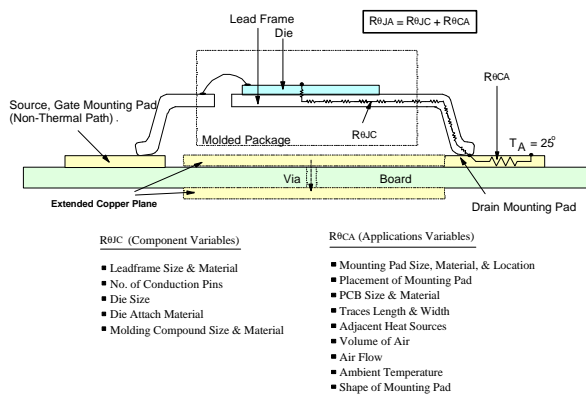 Lead Frame
Die
RθJA = RθJC + RθCA
Source, Gate Mounting Pad
(Non-Thermal Path)
RθCA
RθJC
Molded Package
TA = 25°
Via
Board
Drain Mounting Pad
Extended Copper Plane
RθJC (Component Variables)
■ Leadframe Size & Material
■ No. of Conduction Pins
■ Die Size
■ Die Attach Material
■ Molding Compound Size & Material
RθCA (Applications Variables)
■ Mounting Pad Size, Material, & Location
■ Placement of Mounting Pad
■ PCB Size & Material
■ Traces Length & Width
■ Adjacent Heat Sources
■ Volume of Air
■ Air Flow
■ Ambient Temperature
■ Shape of Mounting Pad